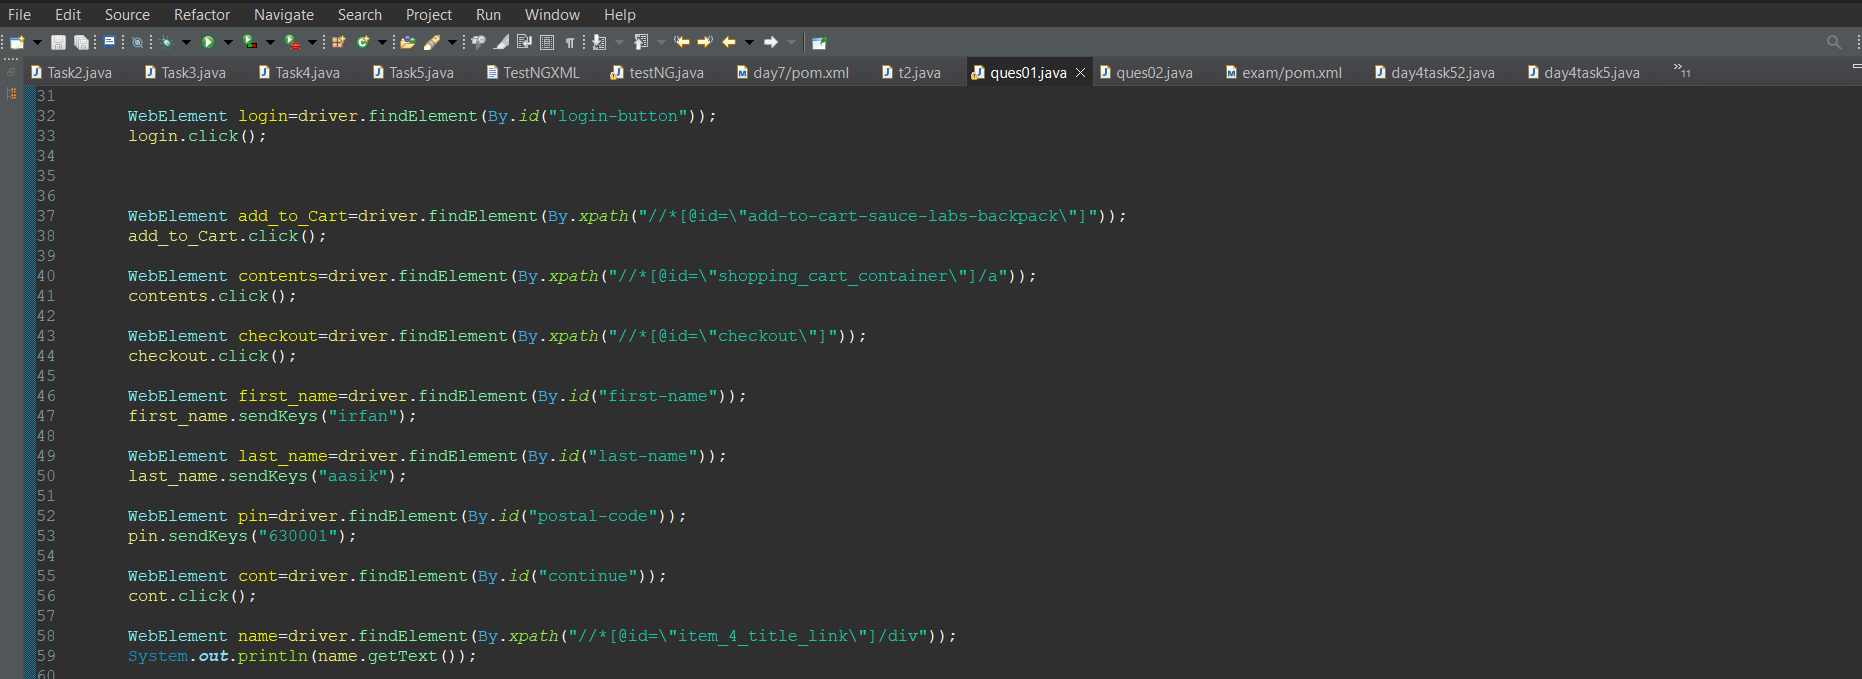 File Edit Source Refactor Navigate Search Project Run Window Help
Task2.java Task3.java Task4.java Task5.java TestNGXML testNG.java day7/pom.xml t2.java ques01.java ques02.java exam/pom.xml day4task52.java day4task5.java »11
31
32 WebElement login=driver.findElement(By.id("login-button"));
33 login.click();
34
35
36
37 WebElement add_to_Cart=driver.findElement(By.xpath("//*[@id=\"add-to-cart-sauce-labs-backpack\"]"));
38 add_to_Cart.click();
39
40 WebElement contents=driver.findElement(By.xpath("//*[@id=\"shopping_cart_container\"]/a"));
41 contents.click();
42
43 WebElement checkout=driver.findElement(By.xpath("//*[@id=\"checkout\"]"));
44 checkout.click();
45
46 WebElement first_name=driver.findElement(By.id("first-name"));
47 first_name.sendKeys("irfan");
48
49 WebElement last_name=driver.findElement(By.id("last-name"));
50 last_name.sendKeys("aasik");
51
52 WebElement pin=driver.findElement(By.id("postal-code"));
53 pin.sendKeys("630001");
54
55 WebElement cont=driver.findElement(By.id("continue"));
56 cont.click();
57
58 WebElement name=driver.findElement(By.xpath("//*[@id=\"item_4_title_link\"]/div"));
59 System.out.println(name.getText());
60